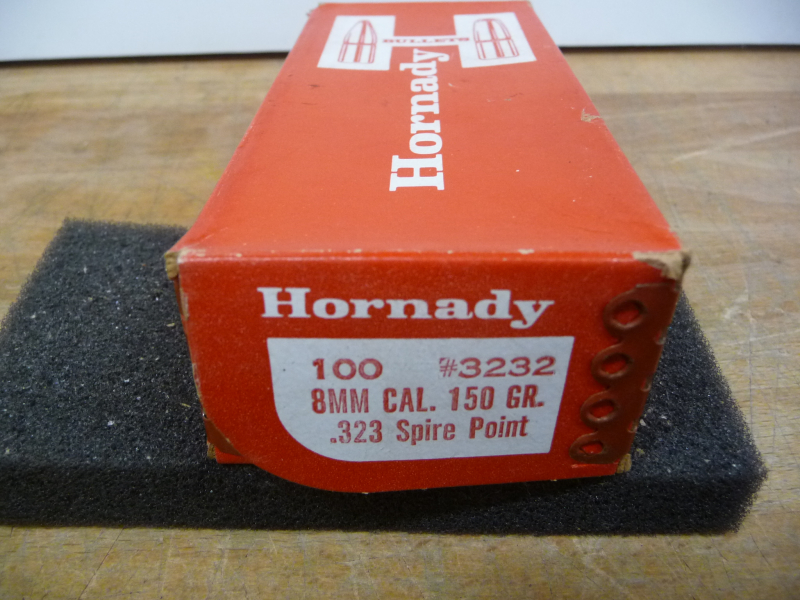 BULLETS
Hornady
Hornady
100 #3232
8MM CAL. 150 GR.
.323 Spire Point